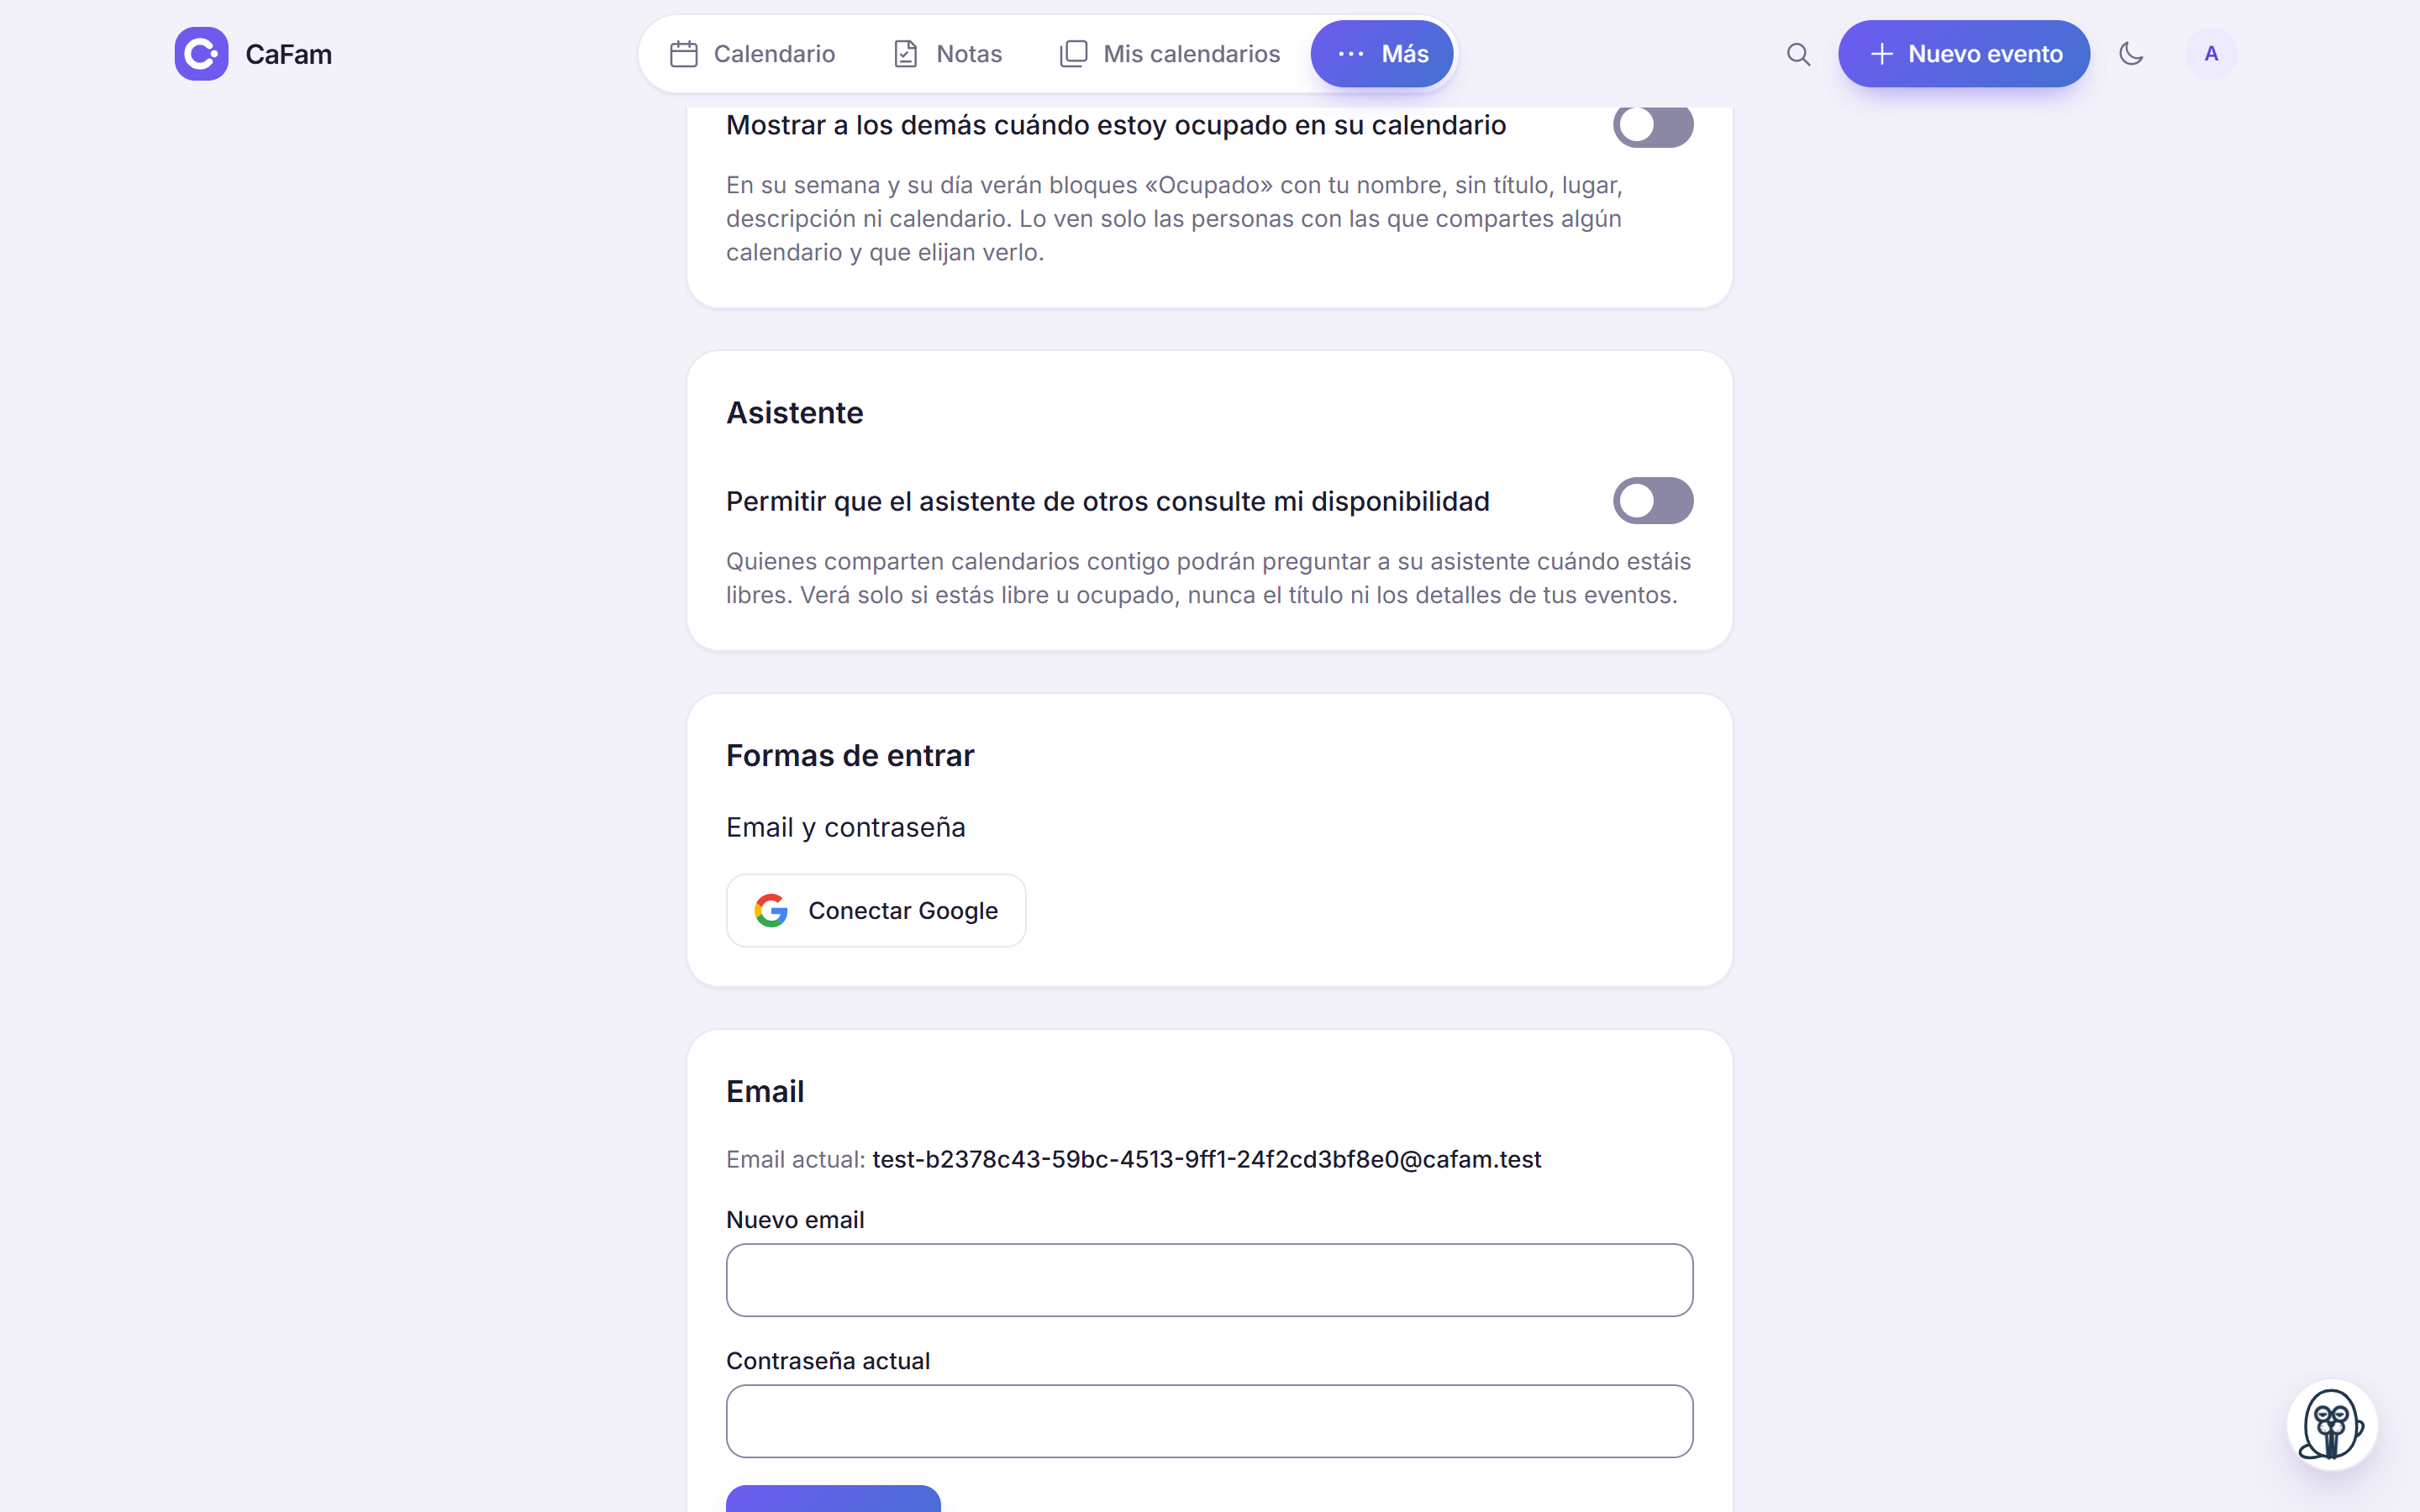 CaFam
Calendario
Notas
Mis calendarios
Más
Nuevo evento
A
Mostrar a los demás cuándo estoy ocupado en su calendario
En su semana y su día verán bloques «Ocupado» con tu nombre, sin título, lugar,
descripción ni calendario. Lo ven solo las personas con las que compartes algún
calendario y que elijan verlo.
Asistente
Permitir que el asistente de otros consulte mi disponibilidad
Quienes comparten calendarios contigo podrán preguntar a su asistente cuándo estáis
libres. Verá solo si estás libre u ocupado, nunca el título ni los detalles de tus eventos.
Formas de entrar
Email y contraseña
Conectar Google
Email
Email actual: test-b2378c43-59bc-4513-9ff1-24f2cd3bf8e0@cafam.test
Nuevo email
Contraseña actual